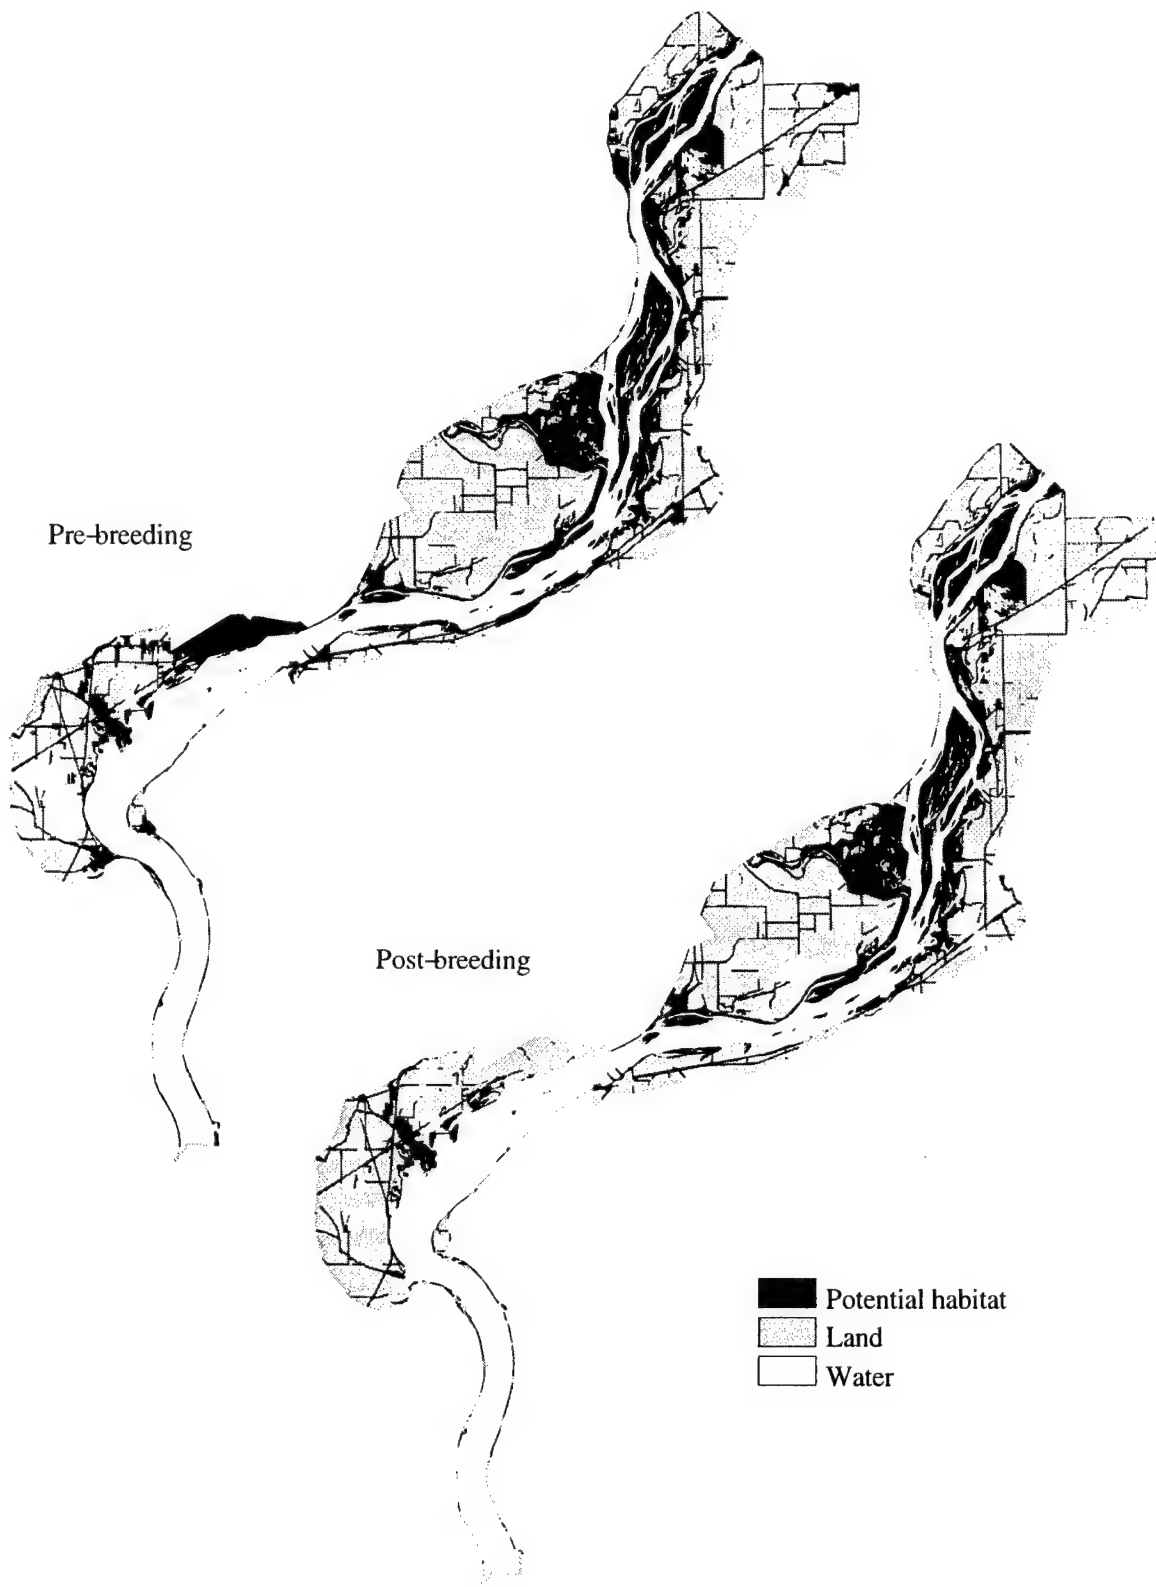 Pre-breeding
Post-breeding
Potential habitat
Land
Water